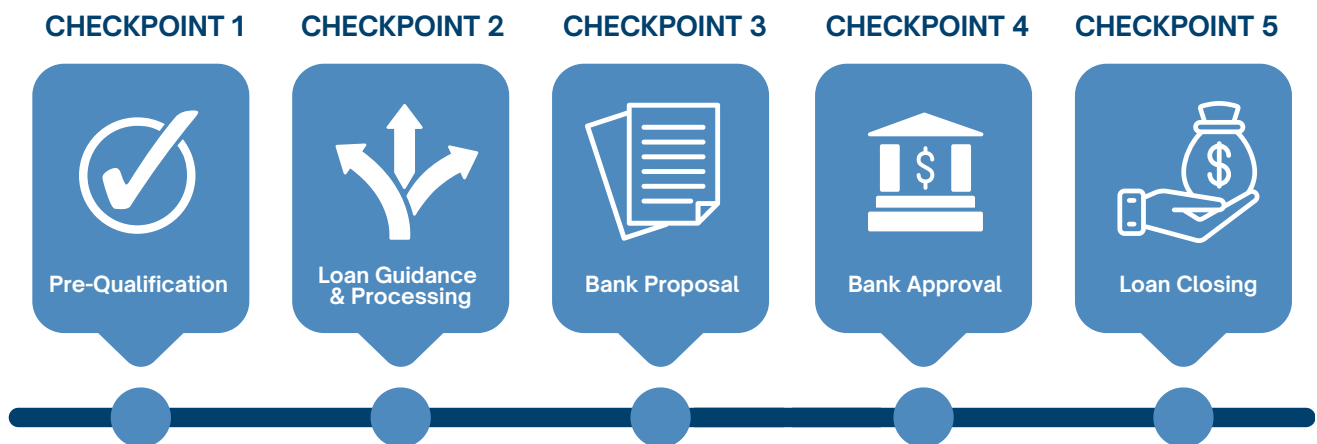 CHECKPOINT 1
CHECKPOINT 2
CHECKPOINT 3
CHECKPOINT 4
CHECKPOINT 5
Pre-Qualification
Loan Guidance
& Processing
Bank Proposal
$
Bank Approval
$
Loan Closing